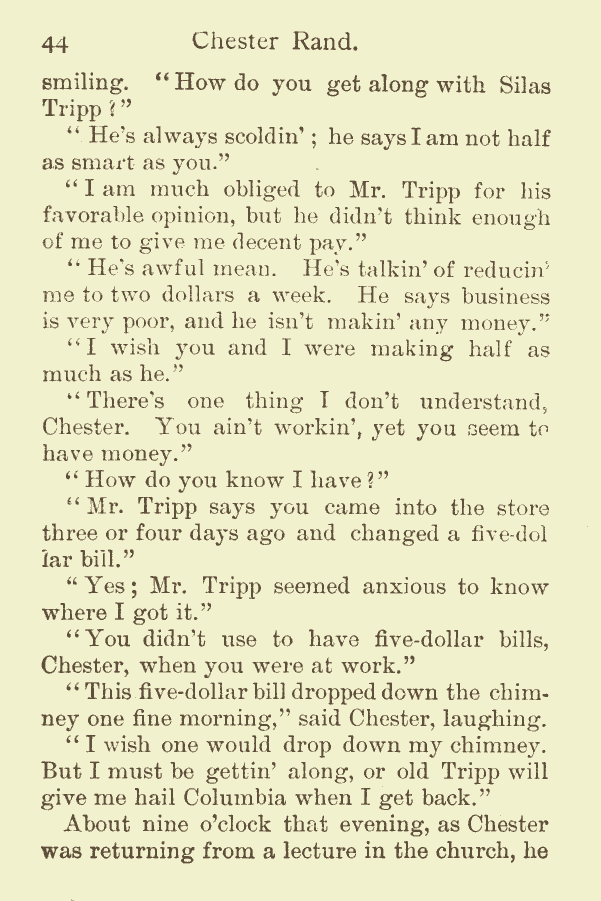 44 Chester Rand.
smiling. “How do you get along with Silas
Tripp?”
“He's always scoldin'; he says I am not half
as smart as you.”
“I am much obliged to Mr. Tripp for his
favorable opinion, but he didn't think enough
of me to give me decent pay.”
“He's awful mean. He's talkin' of reducin'
me to two dollars a week. He says business
is very poor, and he isn't makin' any money.”
“I wish you and I were making half as
much as he.”
“There's one thing I don't understand,
Chester. You ain't workin', yet you seem to
have money.”
“How do you know I have?”
“Mr. Tripp says you came into the store
three or four days ago and changed a five-dol
lar bill.”
“Yes; Mr. Tripp seemed anxious to know
where I got it.”
“You didn't use to have five-dollar bills,
Chester, when you were at work.”
“This five-dollar bill dropped down the chim-
ney one fine morning,” said Chester, laughing.
“I wish one would drop down my chimney.
But I must be gettin' along, or old Tripp will
give me hail Columbia when I get back.”
About nine o'clock that evening, as Chester
was returning from a lecture in the church, he